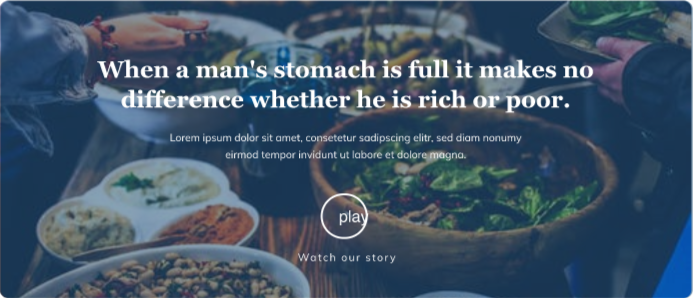 When a man's stomach is full it makes no
difference whether he is rich or poor.
Lorem ipsum dolor sit amet, consetetur sadipscing elitr, sed diam nonumy
eirmod tempor invidunt ut labore et dolore magna.
play
Watch our story